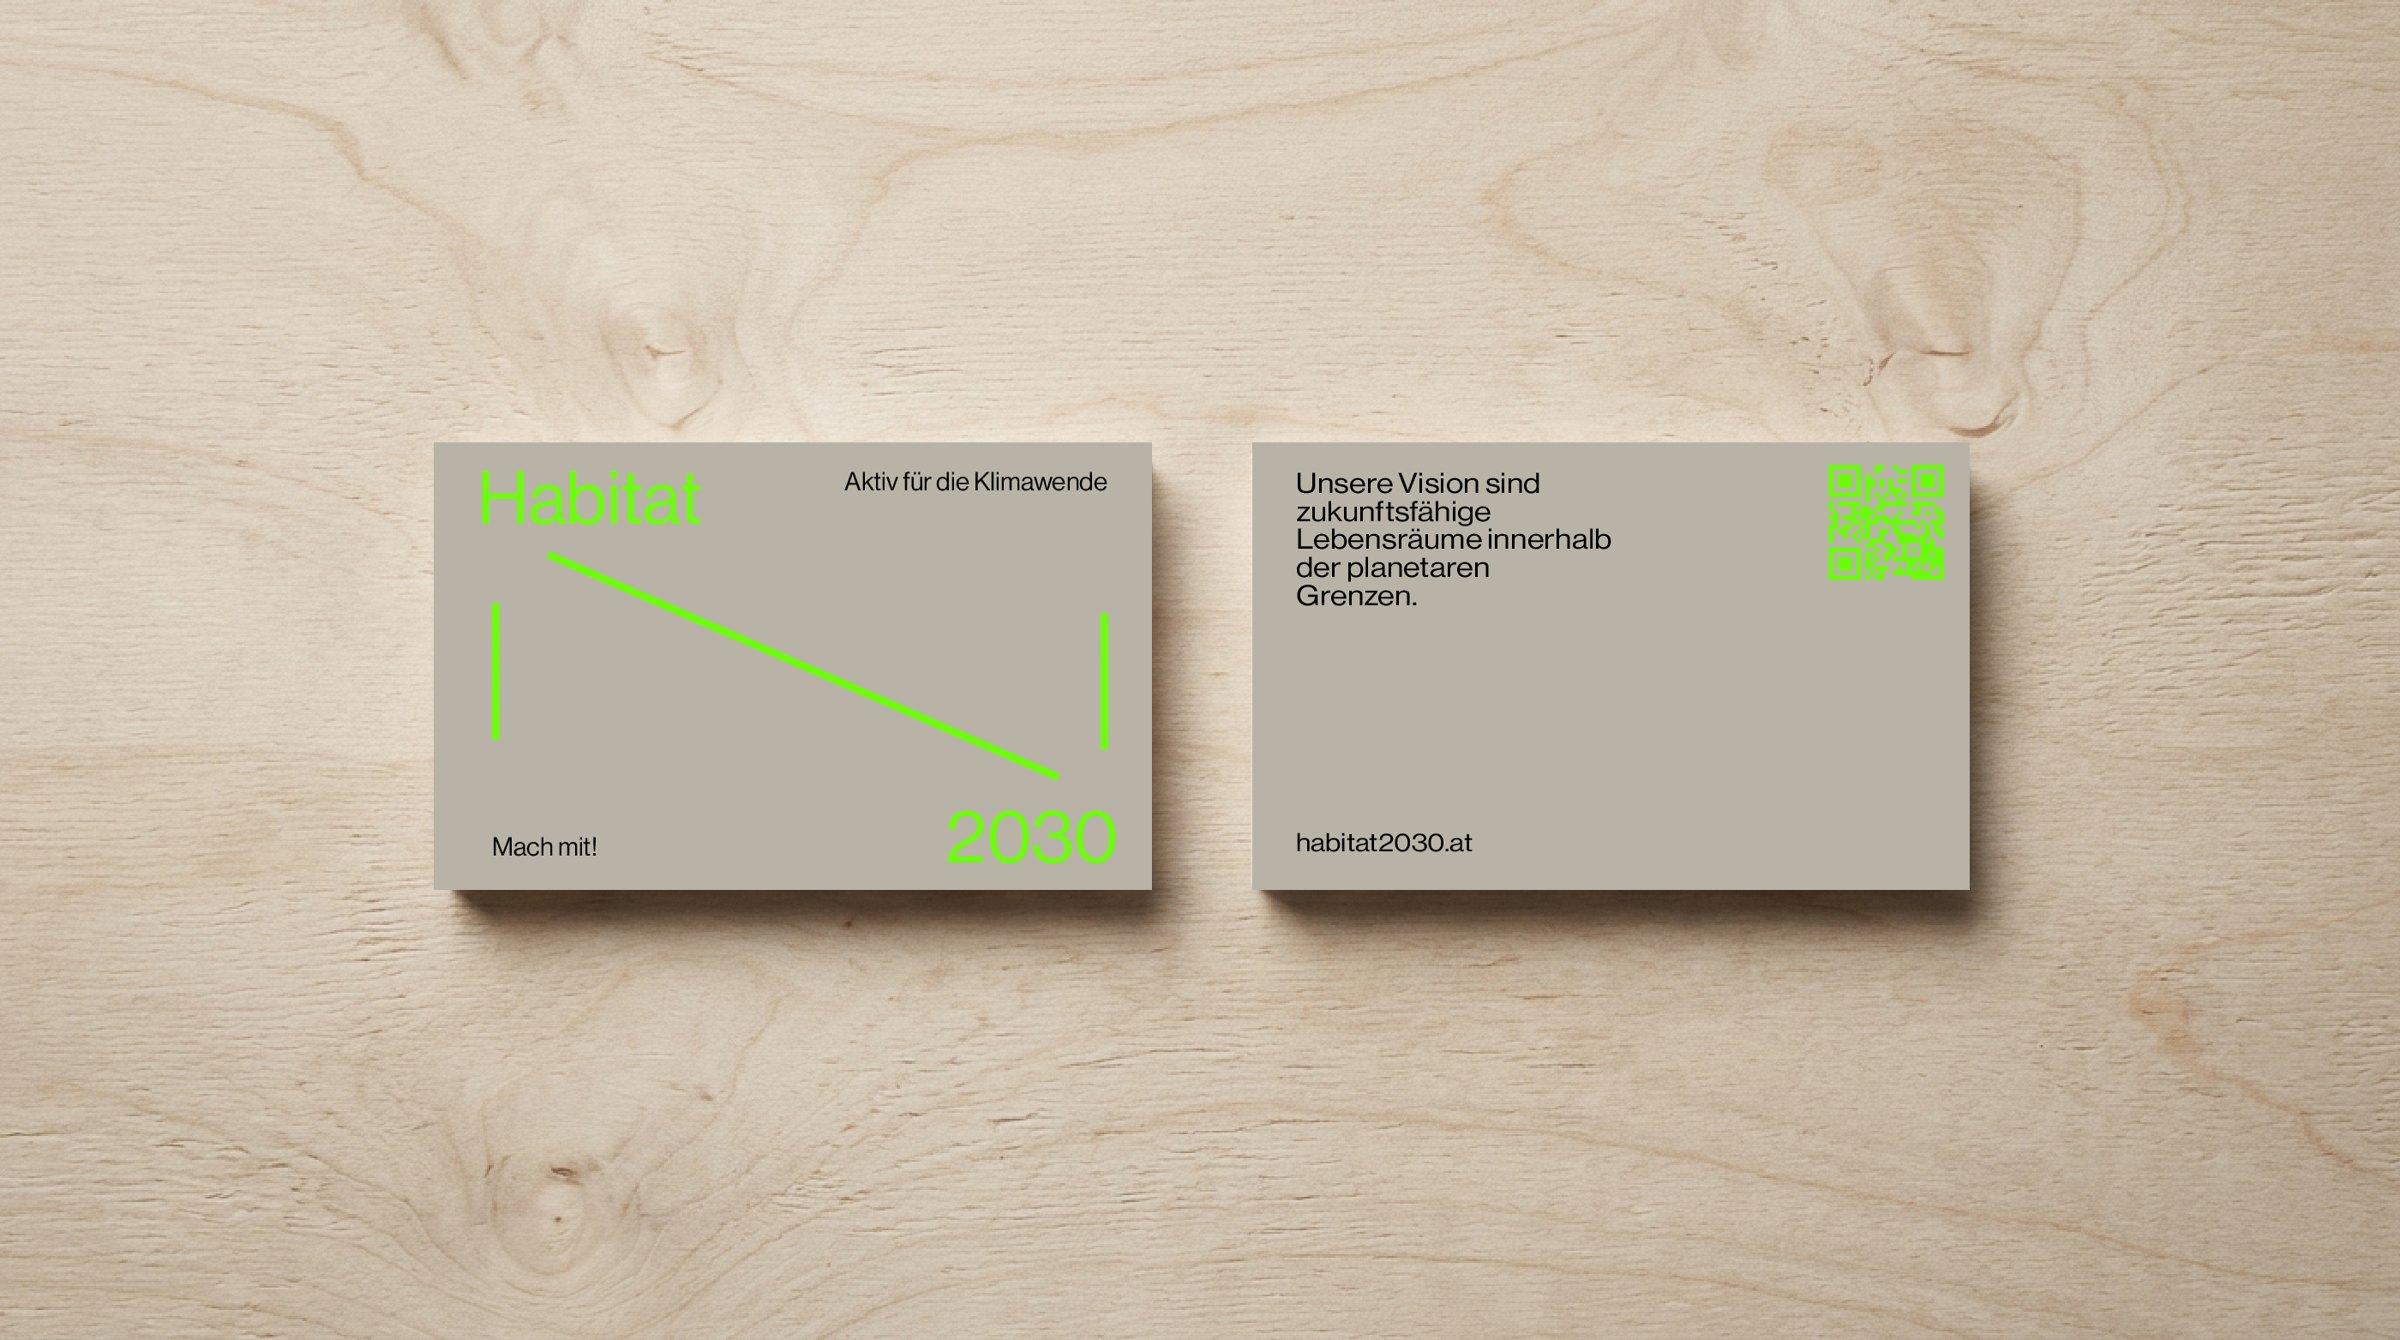 Habitat
Aktiv für die Klimawende
Mach mit!
2030
Unsere Vision sind
zukunftsfähige
Lebensräume innerhalb
der planetaren
Grenzen.
habitat2030.at